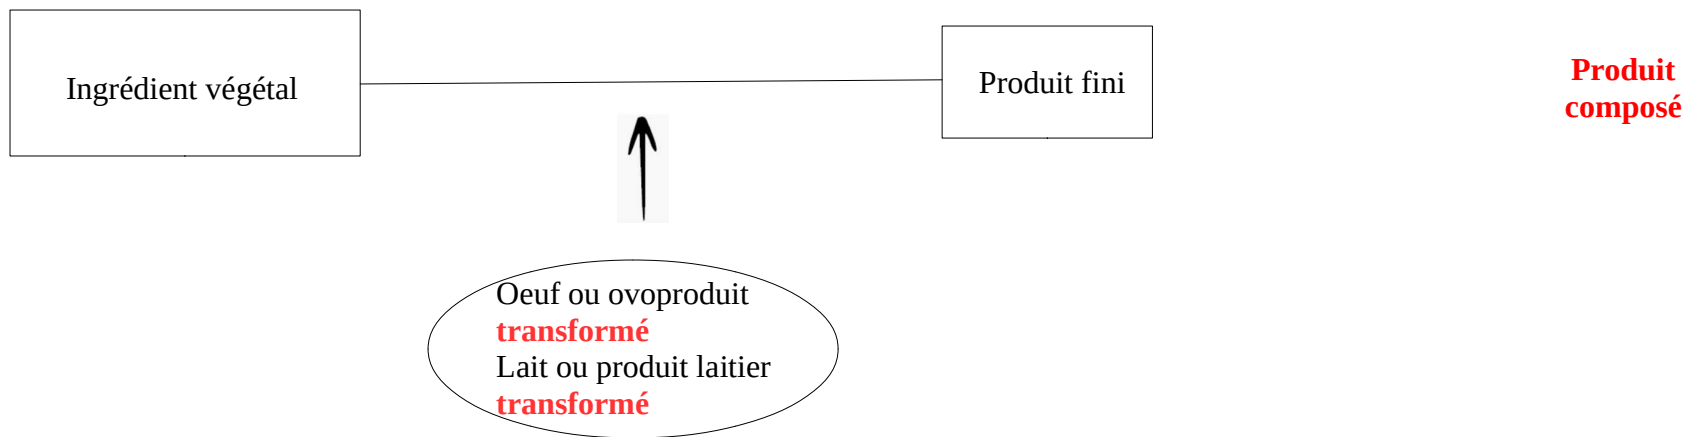 Ingrédient végétal
Produit fini
Produit
composé
Oeuf ou ovoproduit
transformé
Lait ou produit laitier
transformé